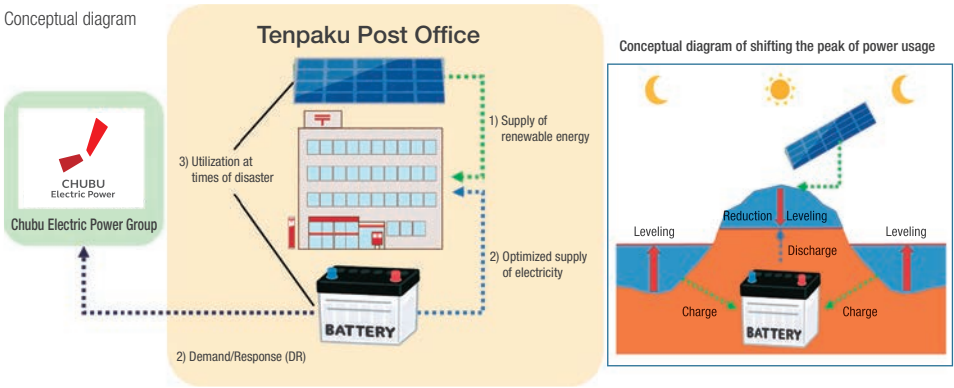 Conceptual diagram
Tenpaku Post Office
Conceptual diagram of shifting the peak of power usage
CHUBU
Electric Power
Chubu Electric Power Group
1) Supply of
renewable energy
3) Utilization at
times of disaster
〒
2) Optimized supply
of electricity
BATTERY
2) Demand/Response (DR)
Reduction
Leveling
Leveling
Leveling
Discharge
Charge
Charge
BATTERY